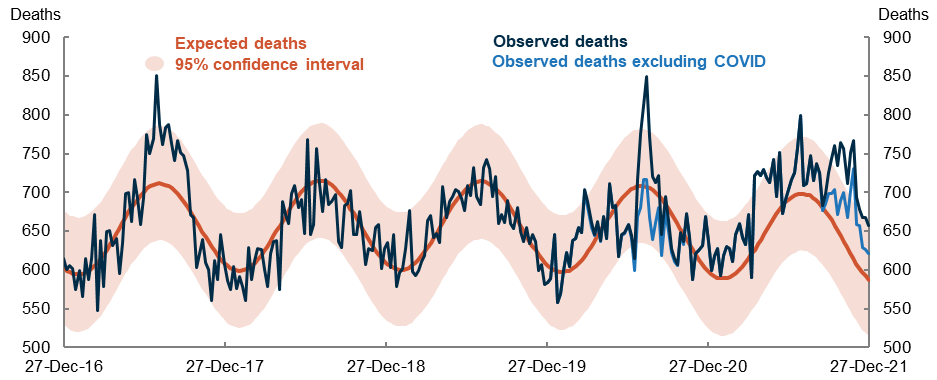 Deaths Deaths
Expected deaths
95% confidence interval
Observed deaths
Observed deaths excluding COVID
900 900
850 850
800 800
750 750
700 700
650 650
600 600
550 550
500 500
27-Dec-16 27-Dec-17 27-Dec-18 27-Dec-19 27-Dec-20 27-Dec-21